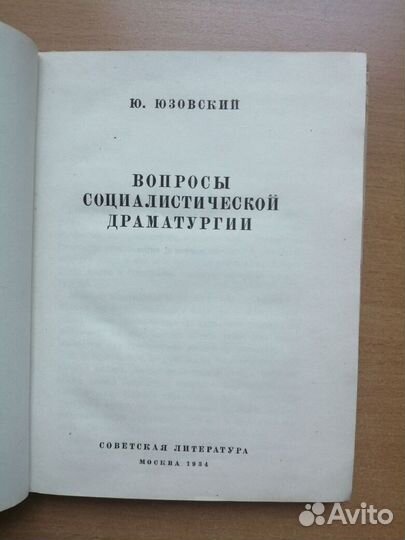 Ю. ЮЗОВСКИЙ
ВОПРОСЫ
СОЦИАЛИСТИЧЕСКОЙ
ДРАМАТУРГИИ
СОВЕТСКАЯ ЛИТЕРАТУРА
МОСКВА 1934
Avito